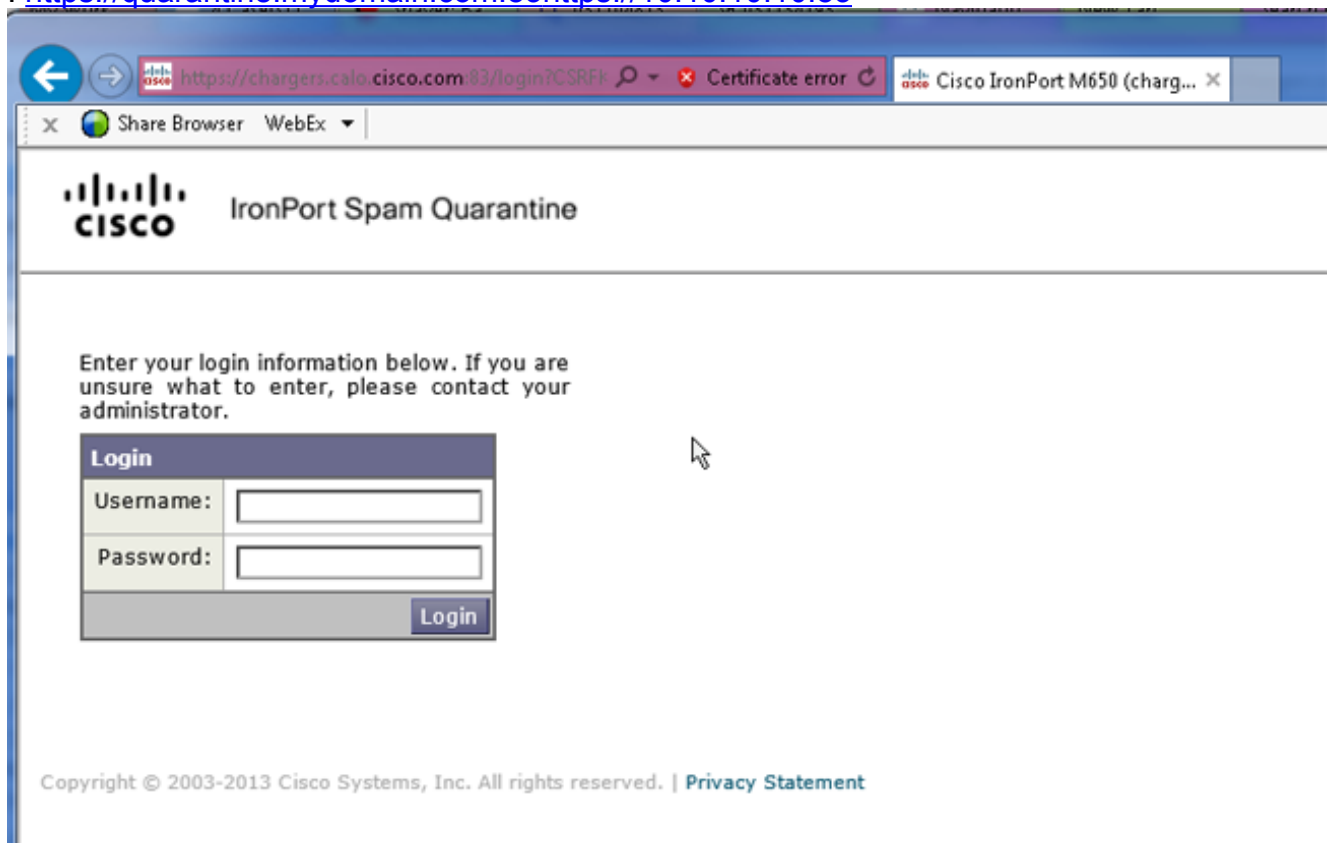 https://chargers.calo.cisco.com:83/login?CSRFk
Certificate error
Cisco IronPort M650 (charg...
x Share Browser WebEx
CISCO
IronPort Spam Quarantine
Enter your login information below. If you are
unsure what to enter, please contact your
administrator.
Login
Username:
Password:
Login
Copyright © 2003-2013 Cisco Systems, Inc. All rights reserved. | Privacy Statement